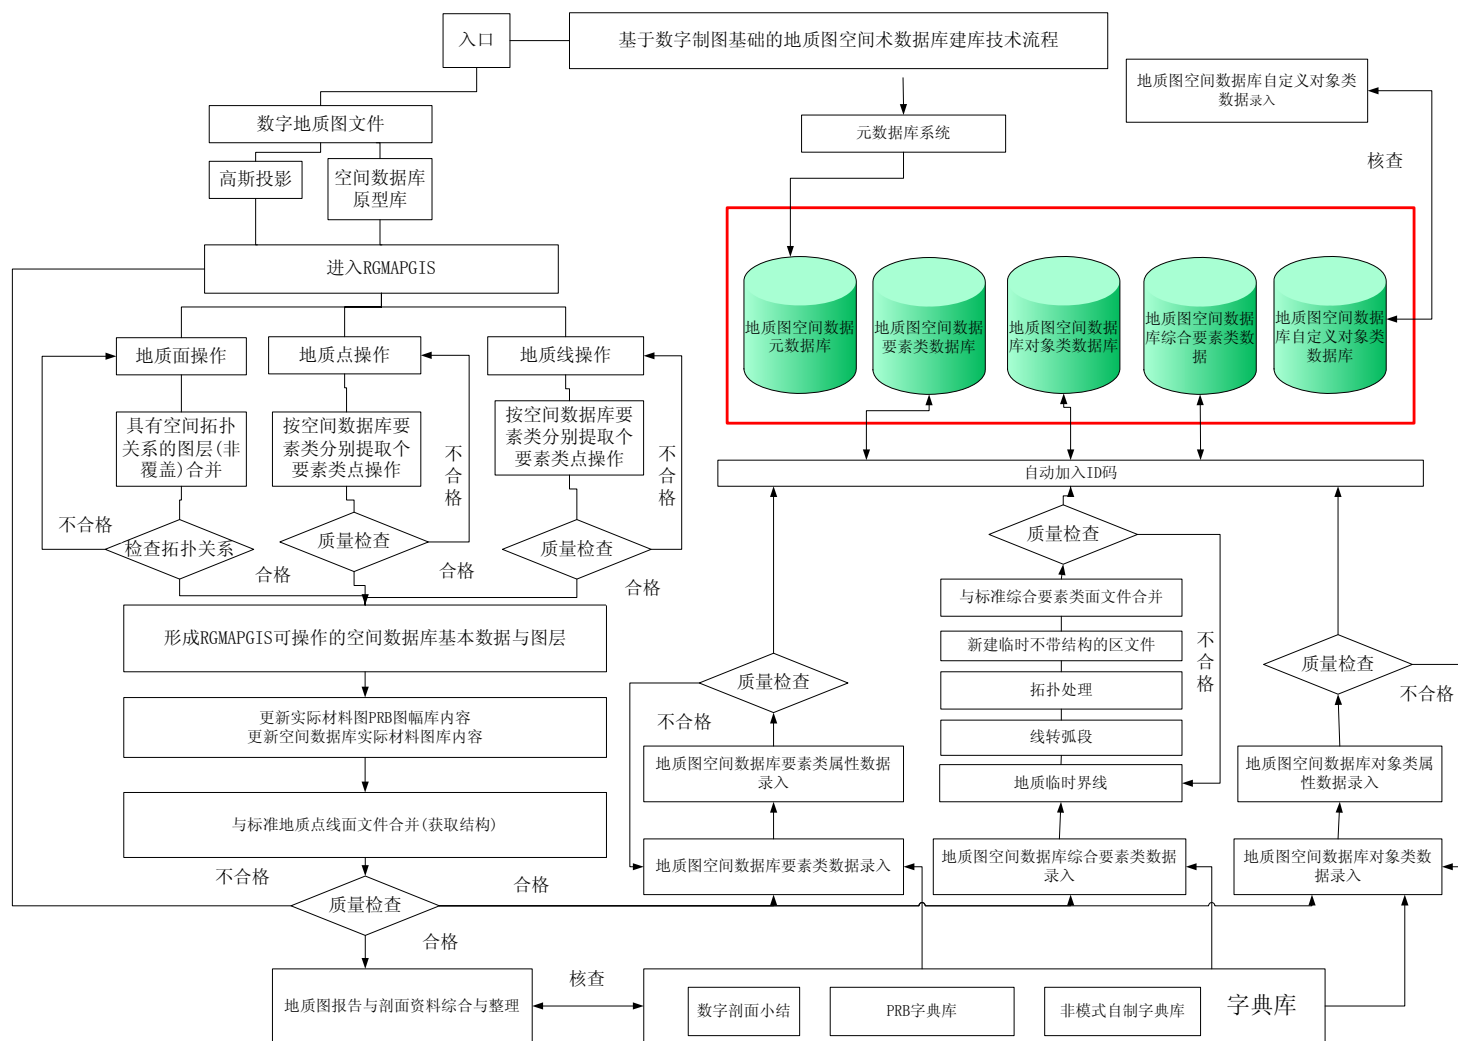 入口
基于数字制图基础的地质图空间术数据库建库技术流程
地质图空间数据库自定义对象类
数据录入
数字地质图文件
元数据库系统
核查
高斯投影
空间数据库
原型库
进入RGMAPGIS
地质图空间数据
元数据库
地质图空间数据
要素类数据库
地质图空间数据
库对象类数据库
地质图空间数据
库综合要素类数
据
地质图空间数据
库自定义对象类
数据库
地质面操作
地质点操作
地质线操作
具有空间拓扑
关系的图层(非
覆盖)合并
按空间数据库要
素类分别提取个
要素类点操作
不
合
格
按空间数据库要
素类分别提取个
要素类点操作
不
合
格
自动加入ID码
不合格
检查拓扑关系
合格
质量检查
合格
质量检查
合格
质量检查
与标准综合要素类面文件合并
新建临时不带结构的区文件
拓扑处理
线转弧段
地质临时界线
不
合
格
形成RGMAPGIS可操作的空间数据库基本数据与图层
质量检查
不合格
质量检查
不合格
更新实际材料图PRB图幅库内容
更新空间数据库实际材料图库内容
地质图空间数据库要素类属性数据
录入
地质图空间数据库对象类属
性数据录入
与标准地质点线面文件合并(获取结构)
地质图空间数据库要素类数据录入
地质图空间数据库综合要素类数据
录入
地质图空间数据库对象类数
据录入
不合格
质量检查
合格
合格
地质图报告与剖面资料综合与整理
核查
数字剖面小结
PRB字典库
非模式自制字典库
字典库